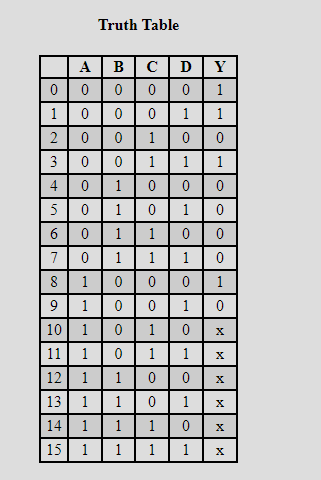 Truth Table
A B C D Y
0 0 0 0 0 1
1 0 0 0 1 1
2 0 0 1 0 0
3 0 0 1 1 1
4 0 1 0 0 0
5 0 1 0 1 0
6 0 1 1 0 0
7 0 1 1 1 0
8 1 0 0 0 1
9 1 0 0 1 0
10 1 0 1 0 x
11 1 0 1 1 x
12 1 1 0 0 x
13 1 1 0 1 x
14 1 1 1 0 x
15 1 1 1 1 x